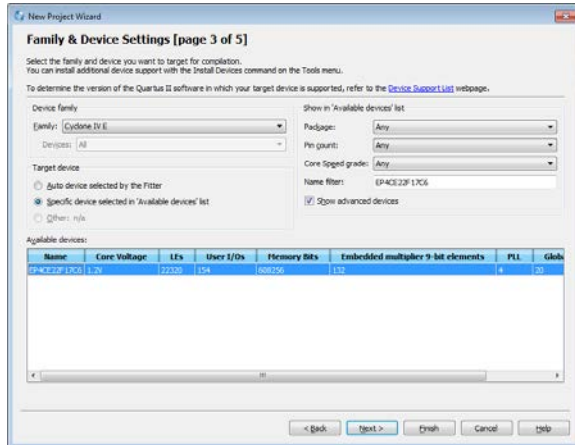 New Project Wizard
Family & Device Settings [page 3 of 5]
Select the family and device you want to target for compilation.
You can install additional device support with the Install Devices command on the Tools menu.
To determine the version of the Quartus II software in which your target device is supported, refer to the Device Support List webpage.
Device family
Family: Cyclone IV E
Devices: All
Target device
Auto device selected by the Fitter
Specific device selected in 'Available devices' list
Other: n/a
Show in 'Available devices' list
Package: Any
Pin count: Any
Core Speed grade: Any
Name filter: EP4CE22F17C6
Show advanced devices
Available devices:
Name Core Voltage LEs User I/Os Memory Bits Embedded multiplier 9-bit elements PLL Glob
EP4CE22F17C6 1.2V 22320 154 608256 132 4 20
< Back Next > Finish Cancel Help